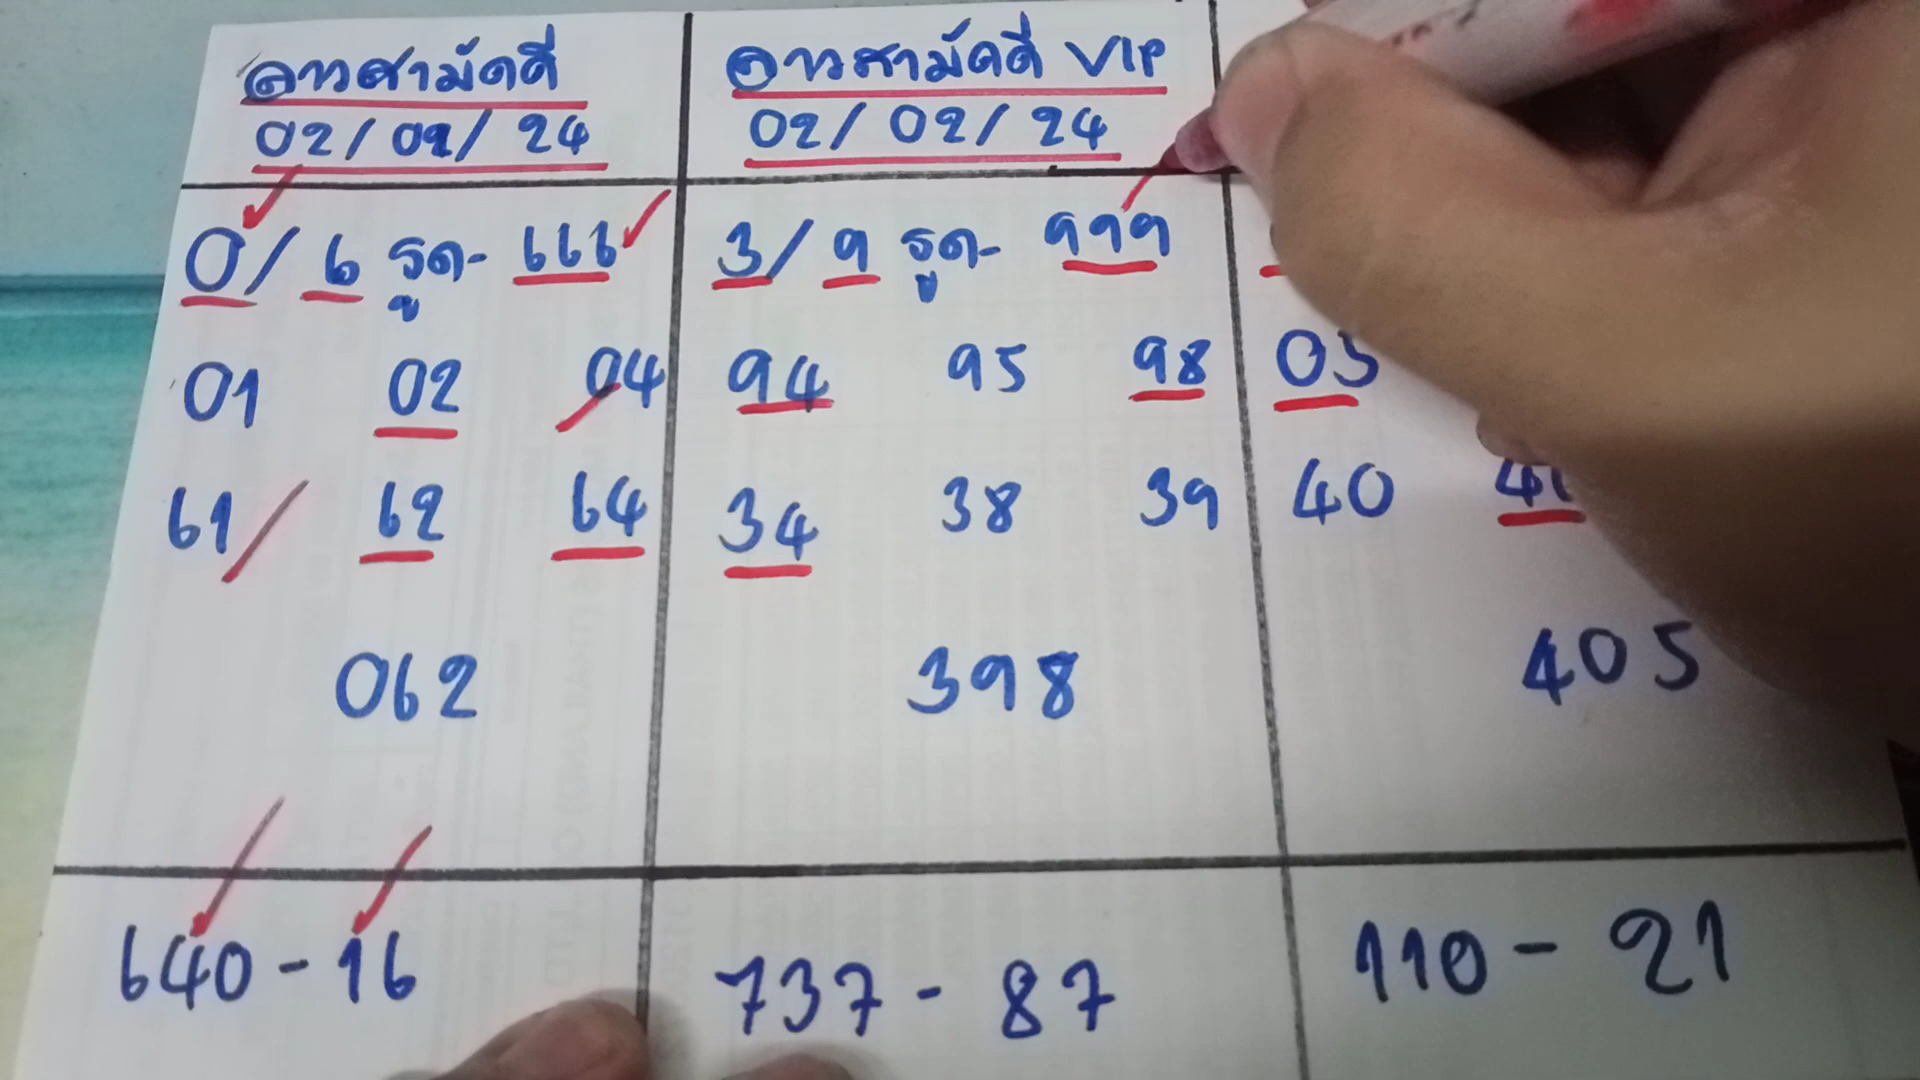 ลาวสามัคคี
02/02/24
0/6 รูด- 666
01 02 04
61 62 64
062
640-16
ลาวสามัคคี VIP
02/02/24
3/9 รูด- 999
94 95 98
34 38 39
398
737-87
05
40 41
405
110-21